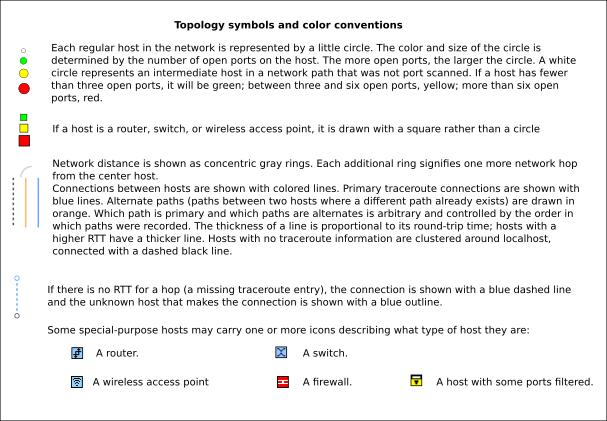 Topology symbols and color conventions
Each regular host in the network is represented by a little circle. The color and size of the circle is
determined by the number of open ports on the host. The more open ports, the larger the circle. A white
circle represents an intermediate host in a network path that was not port scanned. If a host has fewer
than three open ports, it will be green; between three and six open ports, yellow; more than six open
ports, red.
If a host is a router, switch, or wireless access point, it is drawn with a square rather than a circle
Network distance is shown as concentric gray rings. Each additional ring signifies one more network hop
from the center host.
Connections between hosts are shown with colored lines. Primary traceroute connections are shown with
blue lines. Alternate paths (paths between two hosts where a different path already exists) are drawn in
orange. Which path is primary and which paths are alternates is arbitrary and controlled by the order in
which paths were recorded. The thickness of a line is proportional to its round-trip time; hosts with a
higher RTT have a thicker line. Hosts with no traceroute information are clustered around localhost,
connected with a dashed black line.
If there is no RTT for a hop (a missing traceroute entry), the connection is shown with a blue dashed line
and the unknown host that makes the connection is shown with a blue outline.
Some special-purpose hosts may carry one or more icons describing what type of host they are:
A router.
A switch.
A wireless access point
A firewall.
A host with some ports filtered.